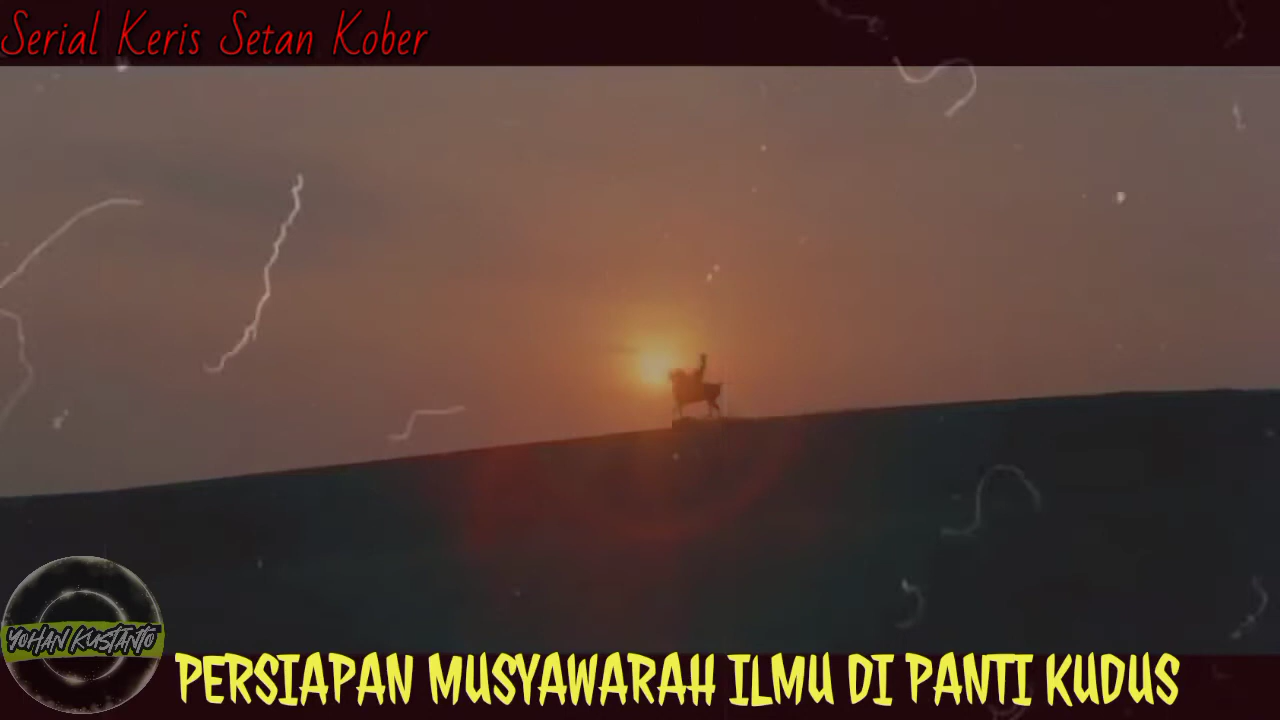 Serial Keris Setan Kober
YOHAN KUSTANTO
PERSIAPAN MUSYAWARAH ILMU DI PANTI KUDUS